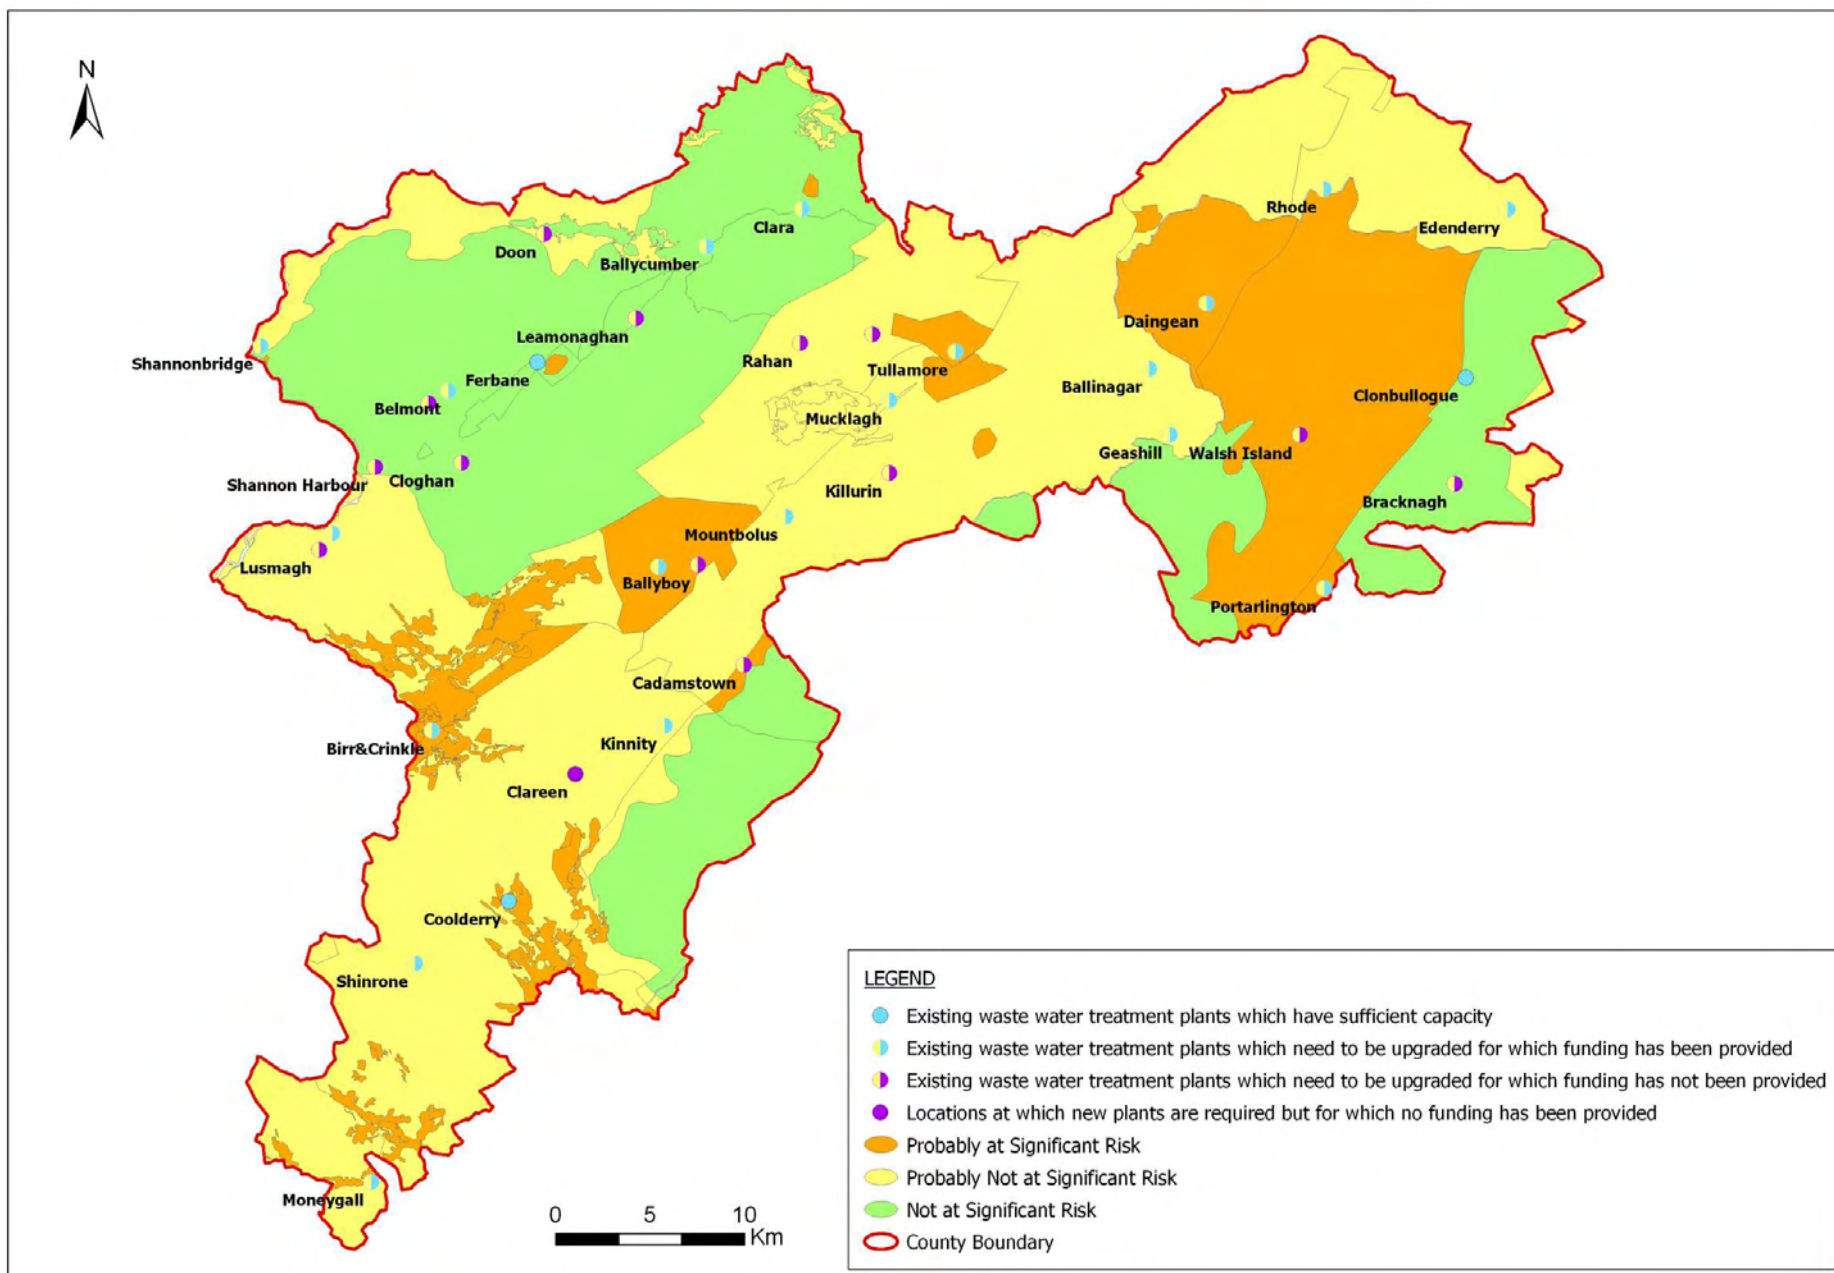 N
Rhode
Edenderry
Clara
Doon
Ballycumber
Daingean
Leamonaghan
Shannonbridge
Rahan
Tullamore
Ferbane
Ballinagar
Clonbullogue
Belmont
Mucklagh
Geashill
Walsh Island
Shannon Harbour
Cloghan
Killurin
Bracknagh
Mountbolus
Lusmagh
Ballyboy
Portarlington
Cadamstown
Kinnity
Birr&Crinkle
Clareen
Coolderry
Shinrone
Moneygall
0 5 10
Km
LEGEND
Existing waste water treatment plants which have sufficient capacity
Existing waste water treatment plants which need to be upgraded for which funding has been provided
Existing waste water treatment plants which need to be upgraded for which funding has not been provided
Locations at which new plants are required but for which no funding has been provided
Probably at Significant Risk
Probably Not at Significant Risk
Not at Significant Risk
County Boundary